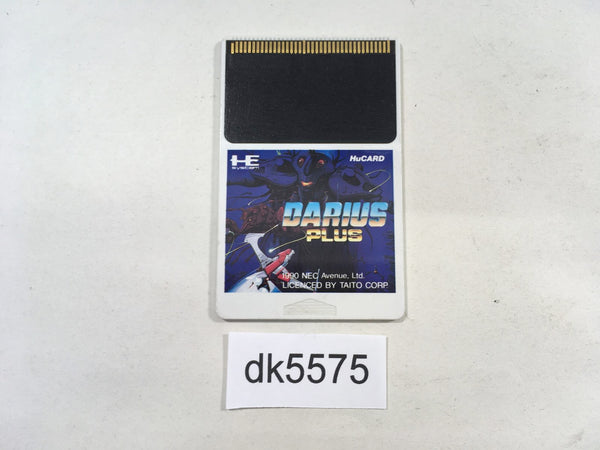 HE
system
HuCARD
DARIUS
PLUS
1990 NEC Avenue, Ltd.
LICENCED BY TAITO CORP.
dk5575